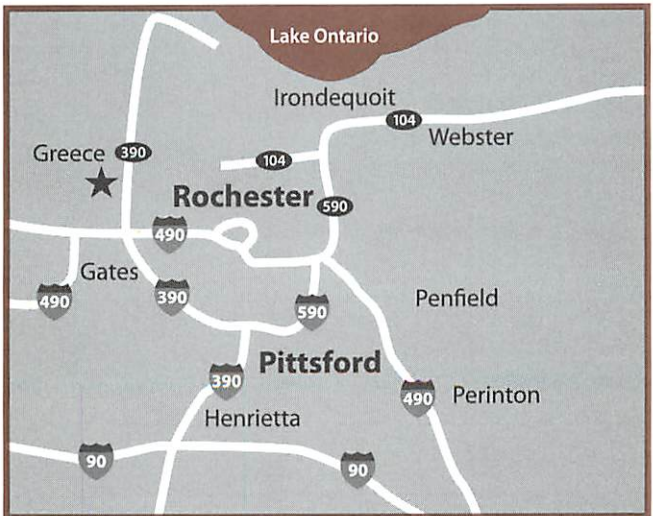 Lake Ontario
Irondequoit
104
Webster
Greece 390
104
Rochester 590
490
Gates
490
390
590
Penfield
Pittsford
390
490
Perinton
Henrietta
90
90